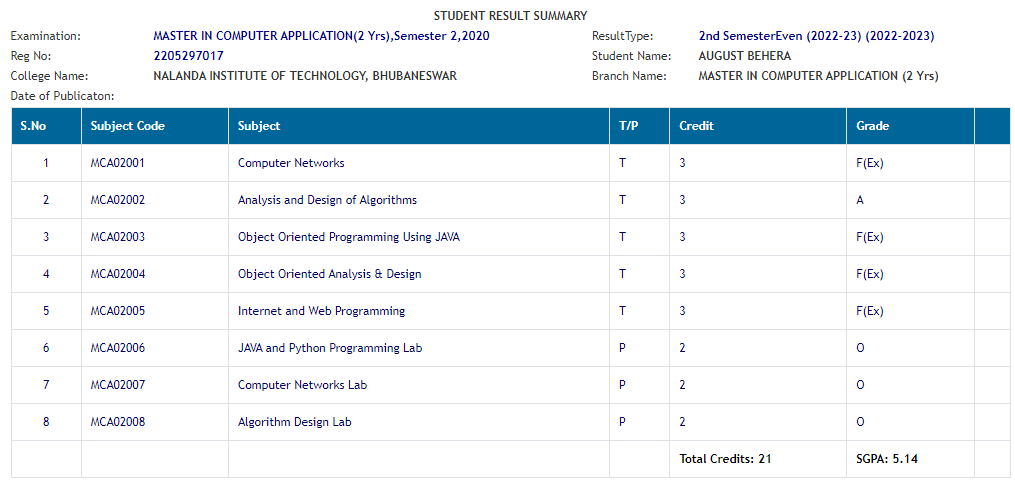 STUDENT RESULT SUMMARY
Examination: MASTER IN COMPUTER APPLICATION(2 Yrs),Semester 2,2020 ResultType: 2nd SemesterEven (2022-23) (2022-2023)
Reg No: 2205297017 Student Name: AUGUST BEHERA
College Name: NALANDA INSTITUTE OF TECHNOLOGY, BHUBANESWAR Branch Name: MASTER IN COMPUTER APPLICATION (2 Yrs)
Date of Publicaton:
S.No Subject Code Subject T/P Credit Grade
1 MCA02001 Computer Networks T 3 F(Ex)
2 MCA02002 Analysis and Design of Algorithms T 3 A
3 MCA02003 Object Oriented Programming Using JAVA T 3 F(Ex)
4 MCA02004 Object Oriented Analysis & Design T 3 F(Ex)
5 MCA02005 Internet and Web Programming T 3 F(Ex)
6 MCA02006 JAVA and Python Programming Lab P 2 O
7 MCA02007 Computer Networks Lab P 2 O
8 MCA02008 Algorithm Design Lab P 2 O
Total Credits: 21 SGPA: 5.14